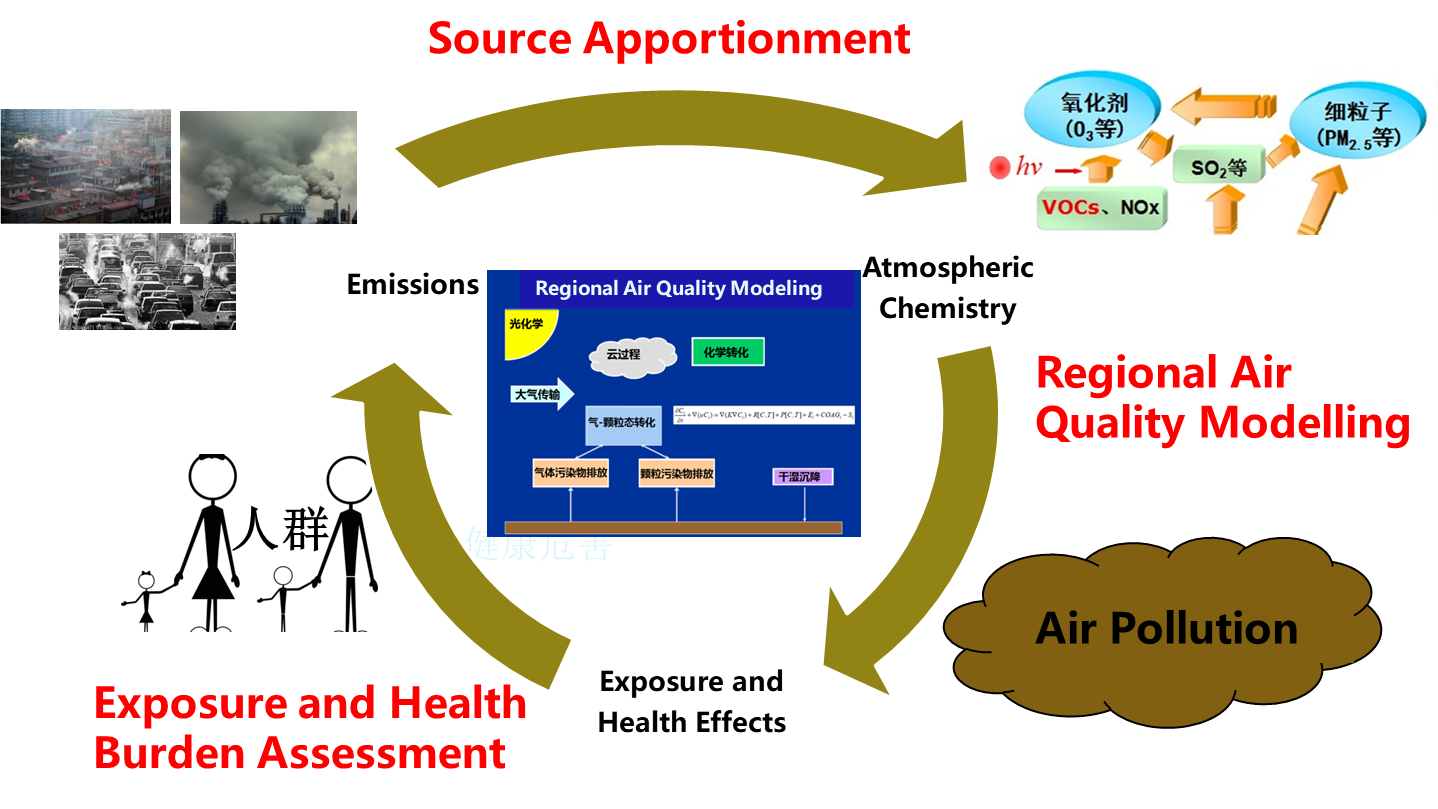 Source Apportionment
氧化剂
(O₃等)
细粒子
(PM₂.₅等)
hν
SO₂等
VOCs、NOx
Emissions
Atmospheric
Chemistry
Regional Air Quality Modeling
光化学
云过程
化学转化
大气传输
气-颗粒态转化
气体污染物排放
颗粒污染物排放
干湿沉降
Regional Air
Quality Modelling
人群
健康危害
Air Pollution
Exposure and
Health Effects
Exposure and Health
Burden Assessment